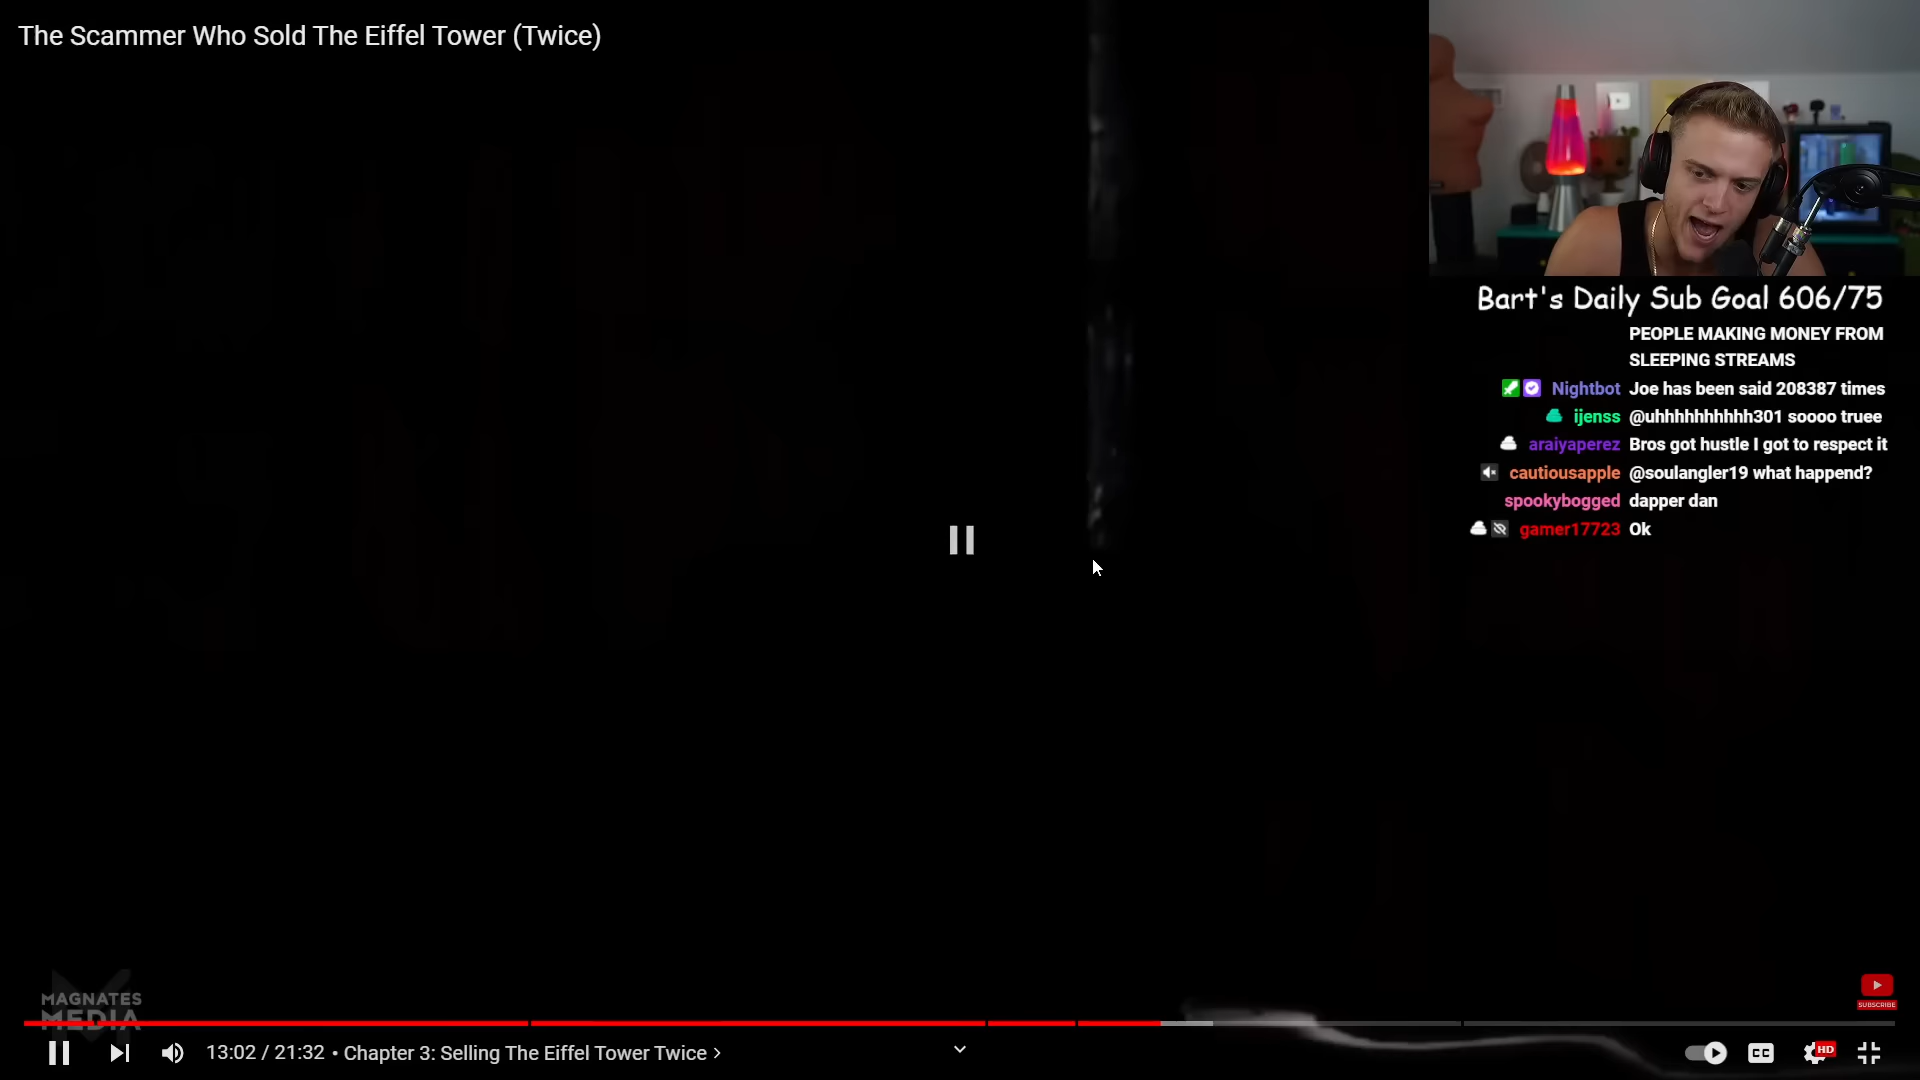 The Scammer Who Sold The Eiffel Tower (Twice)
Bart's Daily Sub Goal 606/75
PEOPLE MAKING MONEY FROM
SLEEPING STREAMS
Nightbot Joe has been said 208387 times
ijenss @uhhhhhhhhhh301 soooo truee
araiyaperez Bros got hustle I got to respect it
cautiousapple @soulangler19 what happend?
spookybogged dapper dan
gamer17723 Ok
MAGNATES
MEDIA
SUBSCRIBE
13:02 / 21:32 • Chapter 3: Selling The Eiffel Tower Twice
CC
HD